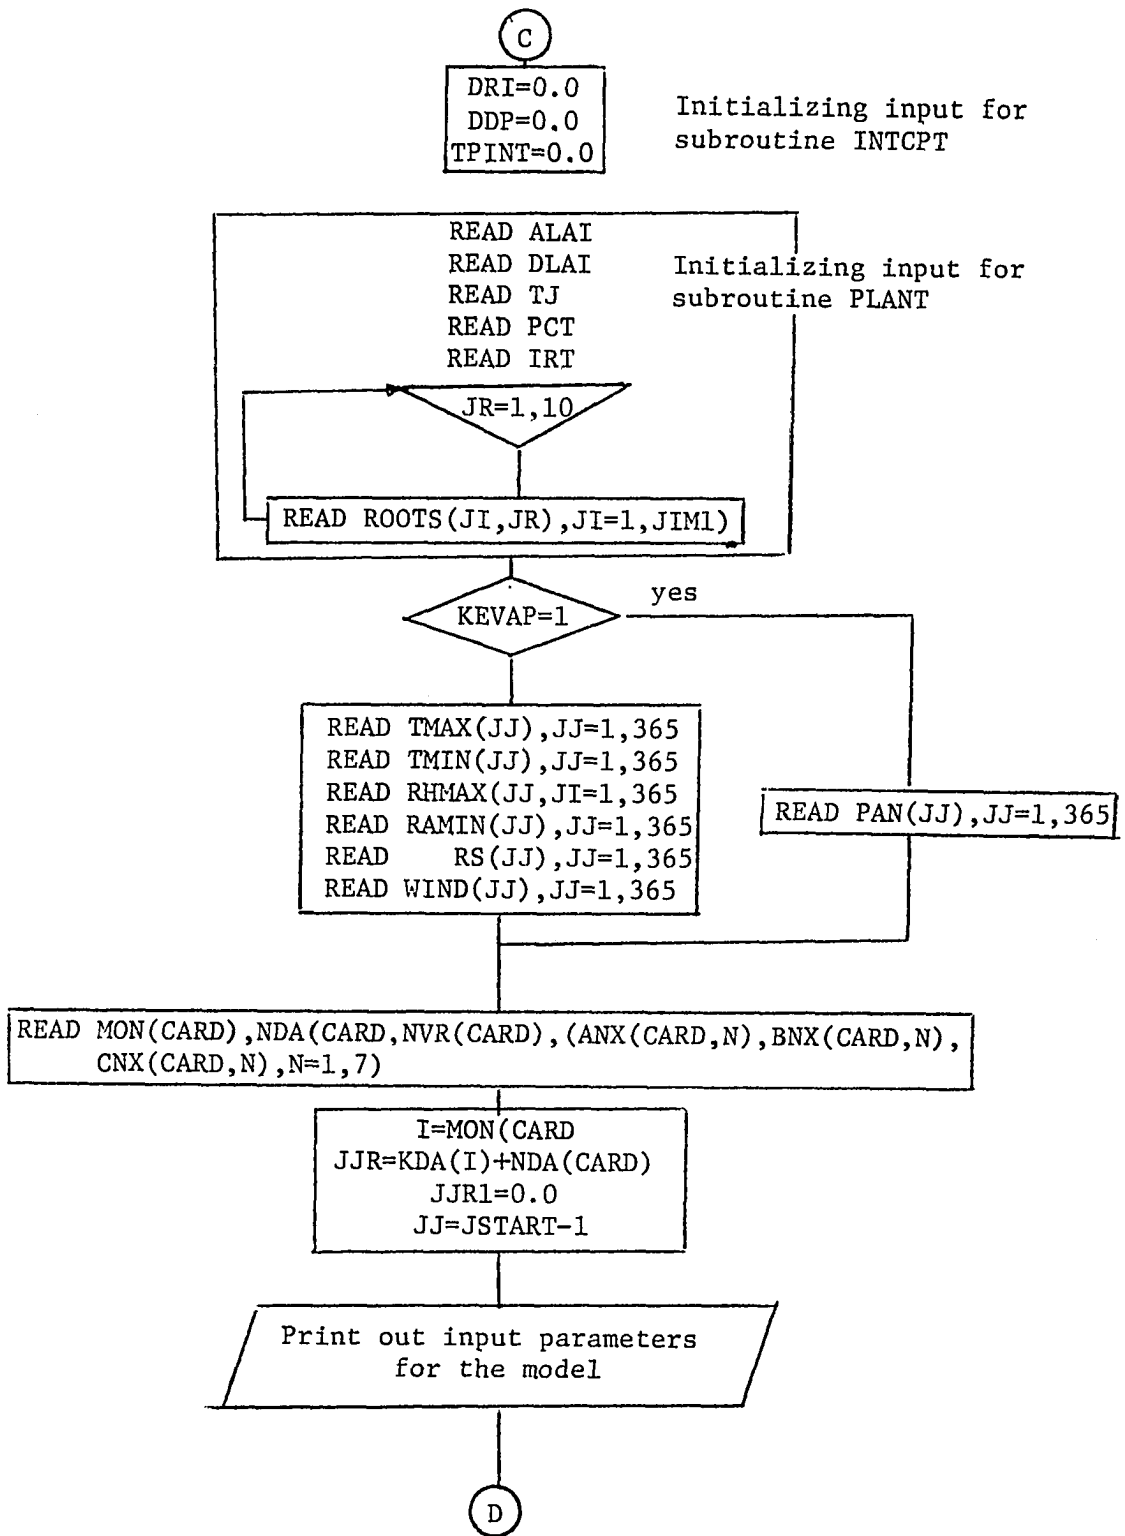 C
DRI=0.0
DDP=0.0
TPINT=0.0
Initializing input for
subroutine INTCPT
READ ALAI
READ DLAI
READ TJ
READ PCT
READ IRT
Initializing input for
subroutine PLANT
JR=1,10
READ ROOTS(JI,JR),JI=1,JIM1)
KEVAP=1
yes
READ TMAX(JJ),JJ=1,365
READ TMIN(JJ),JJ=1,365
READ RHMAX(JJ,JI=1,365
READ RAMIN(JJ),JJ=1,365
READ RS(JJ),JJ=1,365
READ WIND(JJ),JJ=1,365
READ PAN(JJ),JJ=1,365
READ MON(CARD),NDA(CARD,NVR(CARD),(ANX(CARD,N),BNX(CARD,N),
CNX(CARD,N),N=1,7)
I=MON(CARD
JJR=KDA(I)+NDA(CARD)
JJR1=0.0
JJ=JSTART-1
Print out input parameters
for the model
D